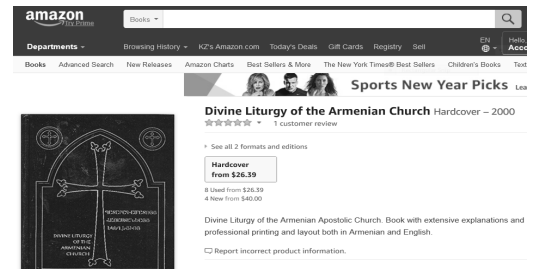 amazon
Try Prime
Books
Departments Browsing History KZ's Amazon.com Today's Deals Gift Cards Registry Sell EN Hello, Acco
Books Advanced Search New Releases Amazon Charts Best Sellers & More The New York Times® Best Sellers Children's Books Text
Sports New Year Picks Lea
Divine Liturgy of the Armenian Church Hardcover – 2000
1 customer review
See all 2 formats and editions
Hardcover
from $26.39
8 Used from $26.39
4 New from $40.00
Divine Liturgy of the Armenian Apostolic Church. Book with extensive explanations and
professional printing and layout both in Armenian and English.
Report incorrect product information.
DIVINE LITURGY
OF THE
ARMENIAN
CHURCH